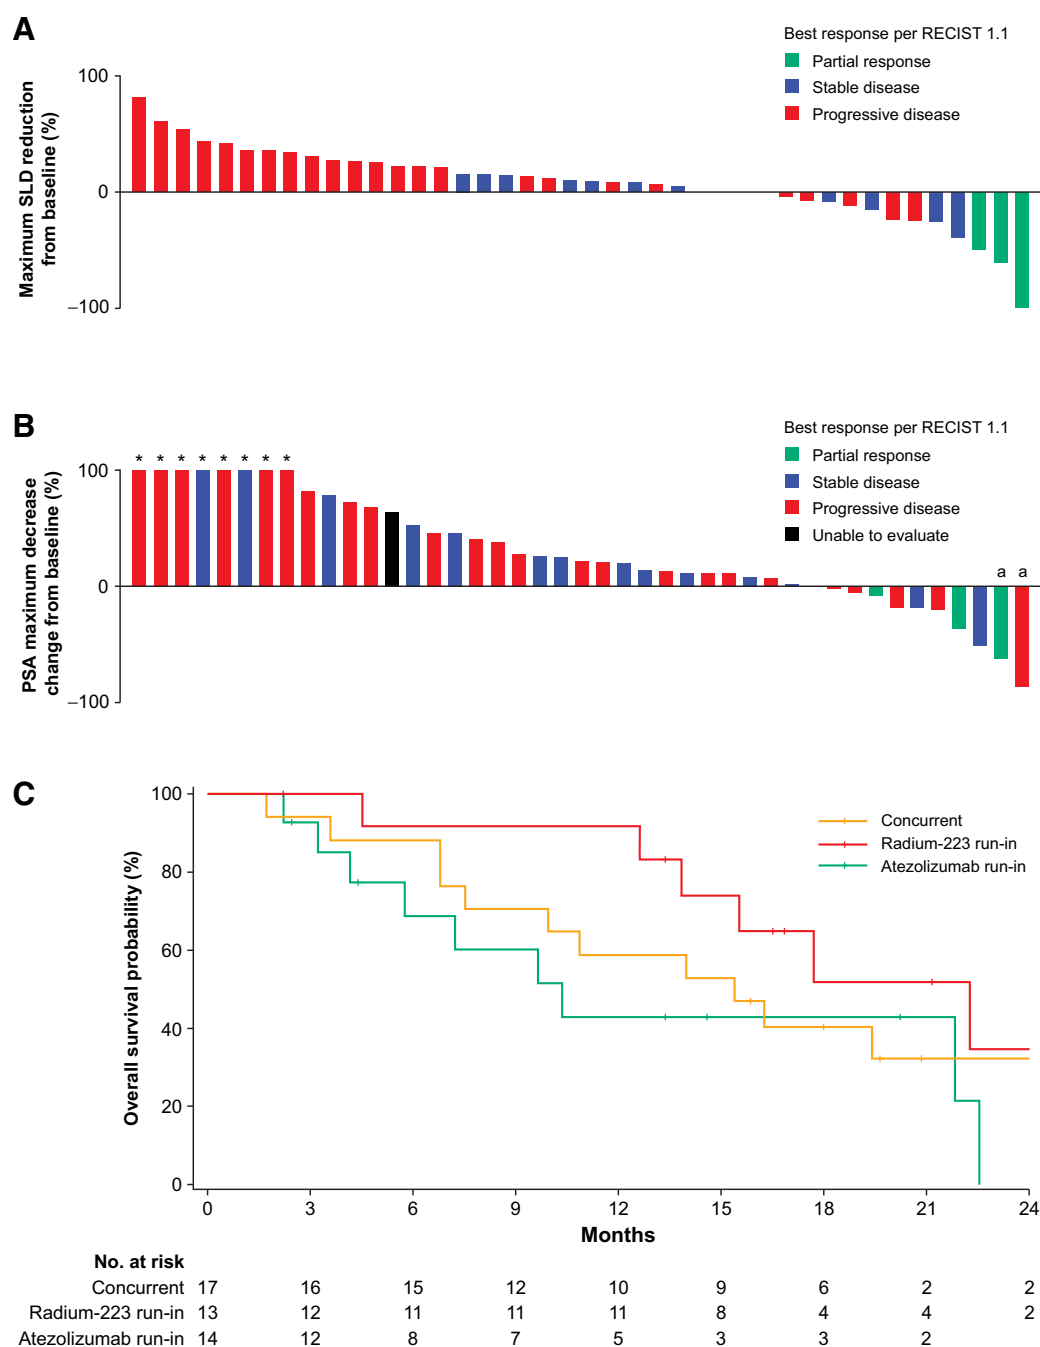 A
Best response per RECIST 1.1
Partial response
Stable disease
Progressive disease
Maximum SLD reduction
from baseline (%)
100
0
–100
B
Best response per RECIST 1.1
Partial response
Stable disease
Progressive disease
Unable to evaluate
PSA maximum decrease
change from baseline (%)
* * * * * * * *
100
0
–100
a a
C
Concurrent
Radium-223 run-in
Atezolizumab run-in
Overall survival probability (%)
100
80
60
40
20
0
0 3 6 9 12 15 18 21 24
Months
No. at risk
Concurrent 17 16 15 12 10 9 6 2 2
Radium-223 run-in 13 12 11 11 11 8 4 4 2
Atezolizumab run-in 14 12 8 7 5 3 3 2